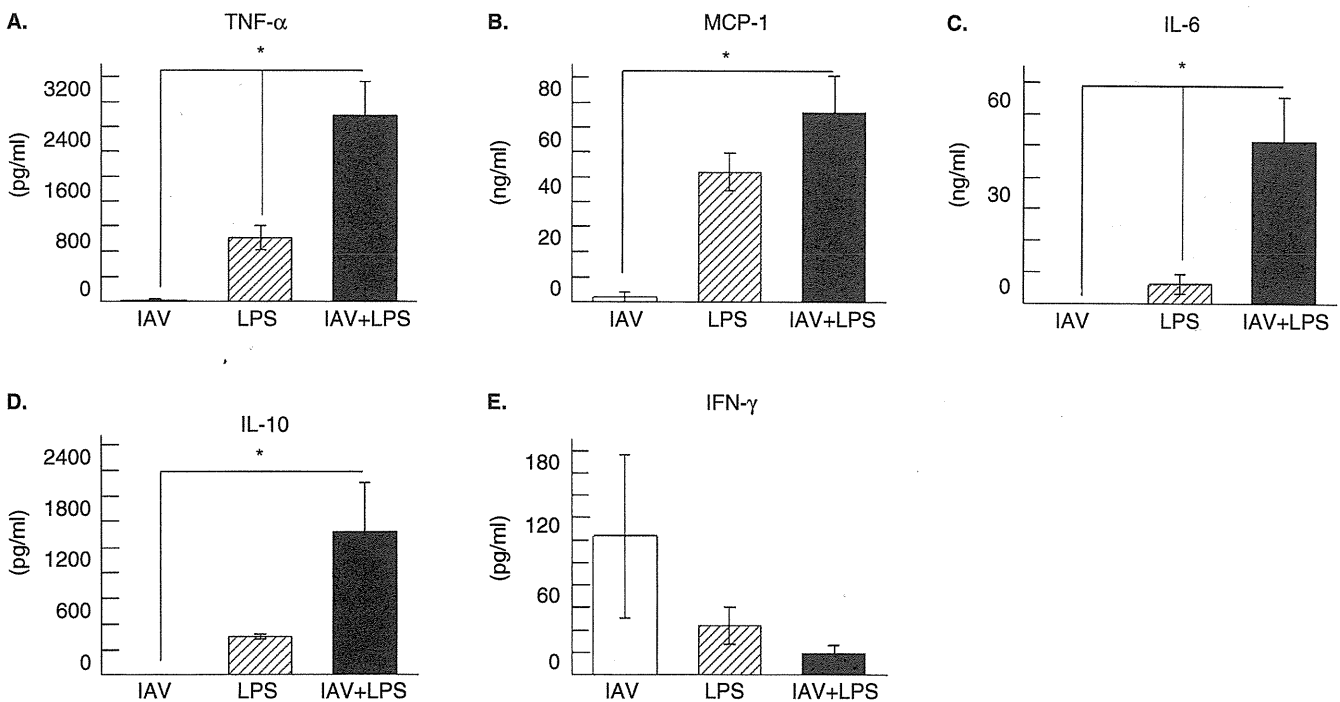 A.
TNF-α
*
(pg/ml)
3200
2400
1600
800
0
IAV LPS IAV+LPS
B.
MCP-1
*
(ng/ml)
80
60
40
20
0
IAV LPS IAV+LPS
C.
IL-6
*
(ng/ml)
60
30
0
IAV LPS IAV+LPS
D.
IL-10
*
(pg/ml)
2400
1800
1200
600
0
IAV LPS IAV+LPS
E.
IFN-γ
(pg/ml)
180
120
60
0
IAV LPS IAV+LPS